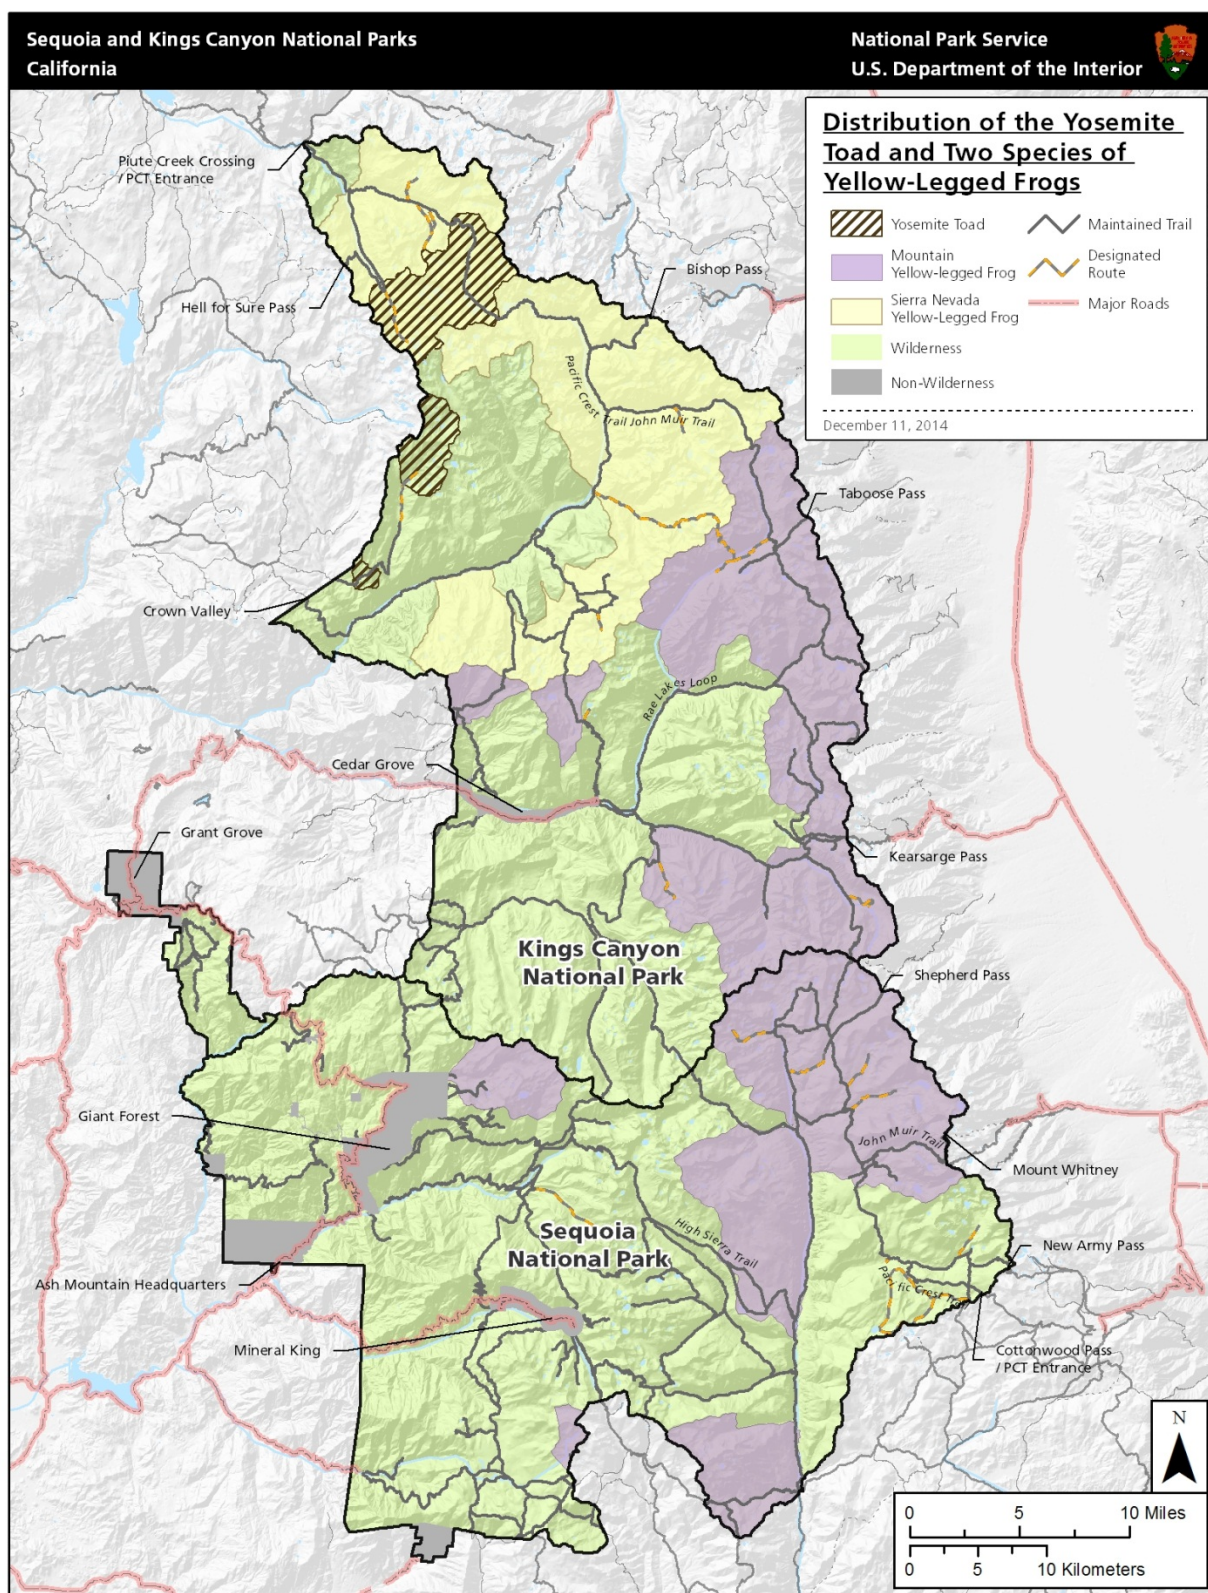 Sequoia and Kings Canyon National Parks
California
National Park Service
U.S. Department of the Interior
Distribution of the Yosemite
Toad and Two Species of
Yellow-Legged Frogs
Yosemite Toad
Mountain
Yellow-legged Frog
Sierra Nevada
Yellow-Legged Frog
Wilderness
Non-Wilderness
Maintained Trail
Designated
Route
Major Roads
December 11, 2014
Piute Creek Crossing
/ PCT Entrance
Bishop Pass
Hell for Sure Pass
Pacific Crest Trail John Muir Trail
Taboose Pass
Crown Valley
Rae Lakes Loop
Cedar Grove
Grant Grove
Kearsarge Pass
Kings Canyon
National Park
Shepherd Pass
Giant Forest
John Muir Trail
Mount Whitney
High Sierra Trail
Sequoia
National Park
New Army Pass
Ash Mountain Headquarters
Pacific Crest Trail
Mineral King
Cottonwood Pass
/ PCT Entrance
N
0 5 10 Miles
0 5 10 Kilometers